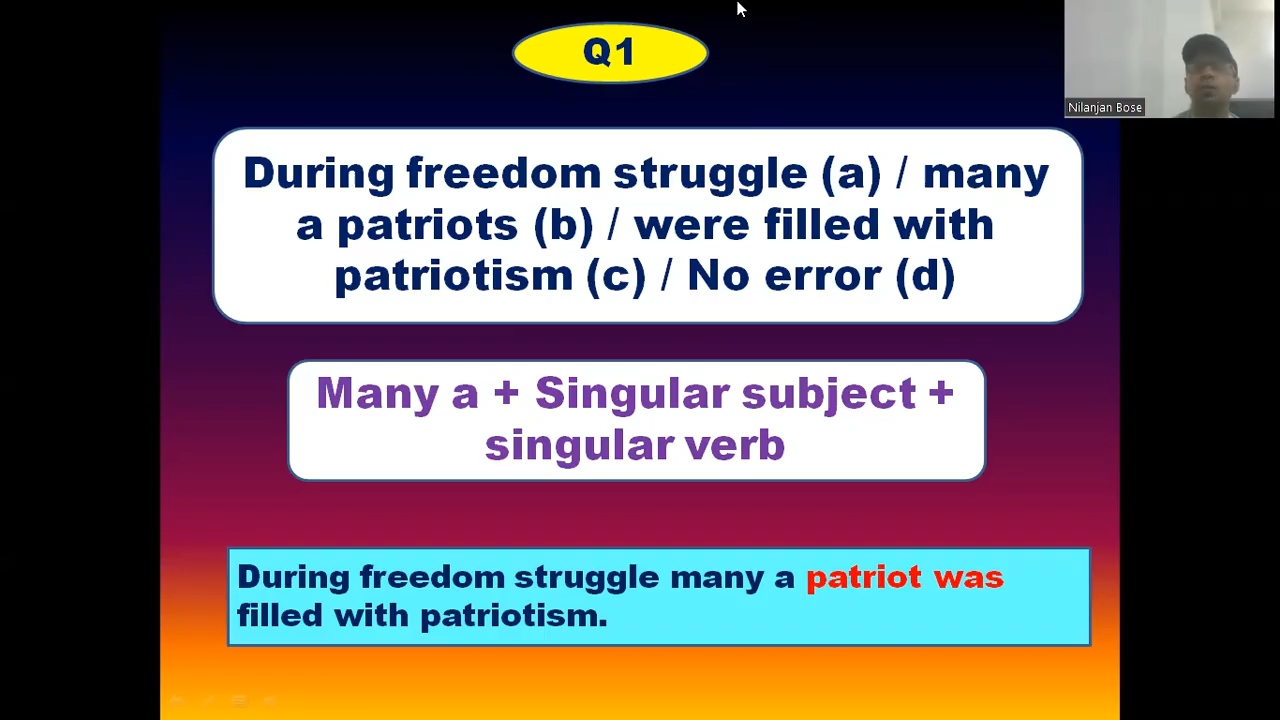 Q1
Nilanjan Bose
During freedom struggle (a) / many
a patriots (b) / were filled with
patriotism (c) / No error (d)
Many a + Singular subject +
singular verb
During freedom struggle many a patriot was
filled with patriotism.